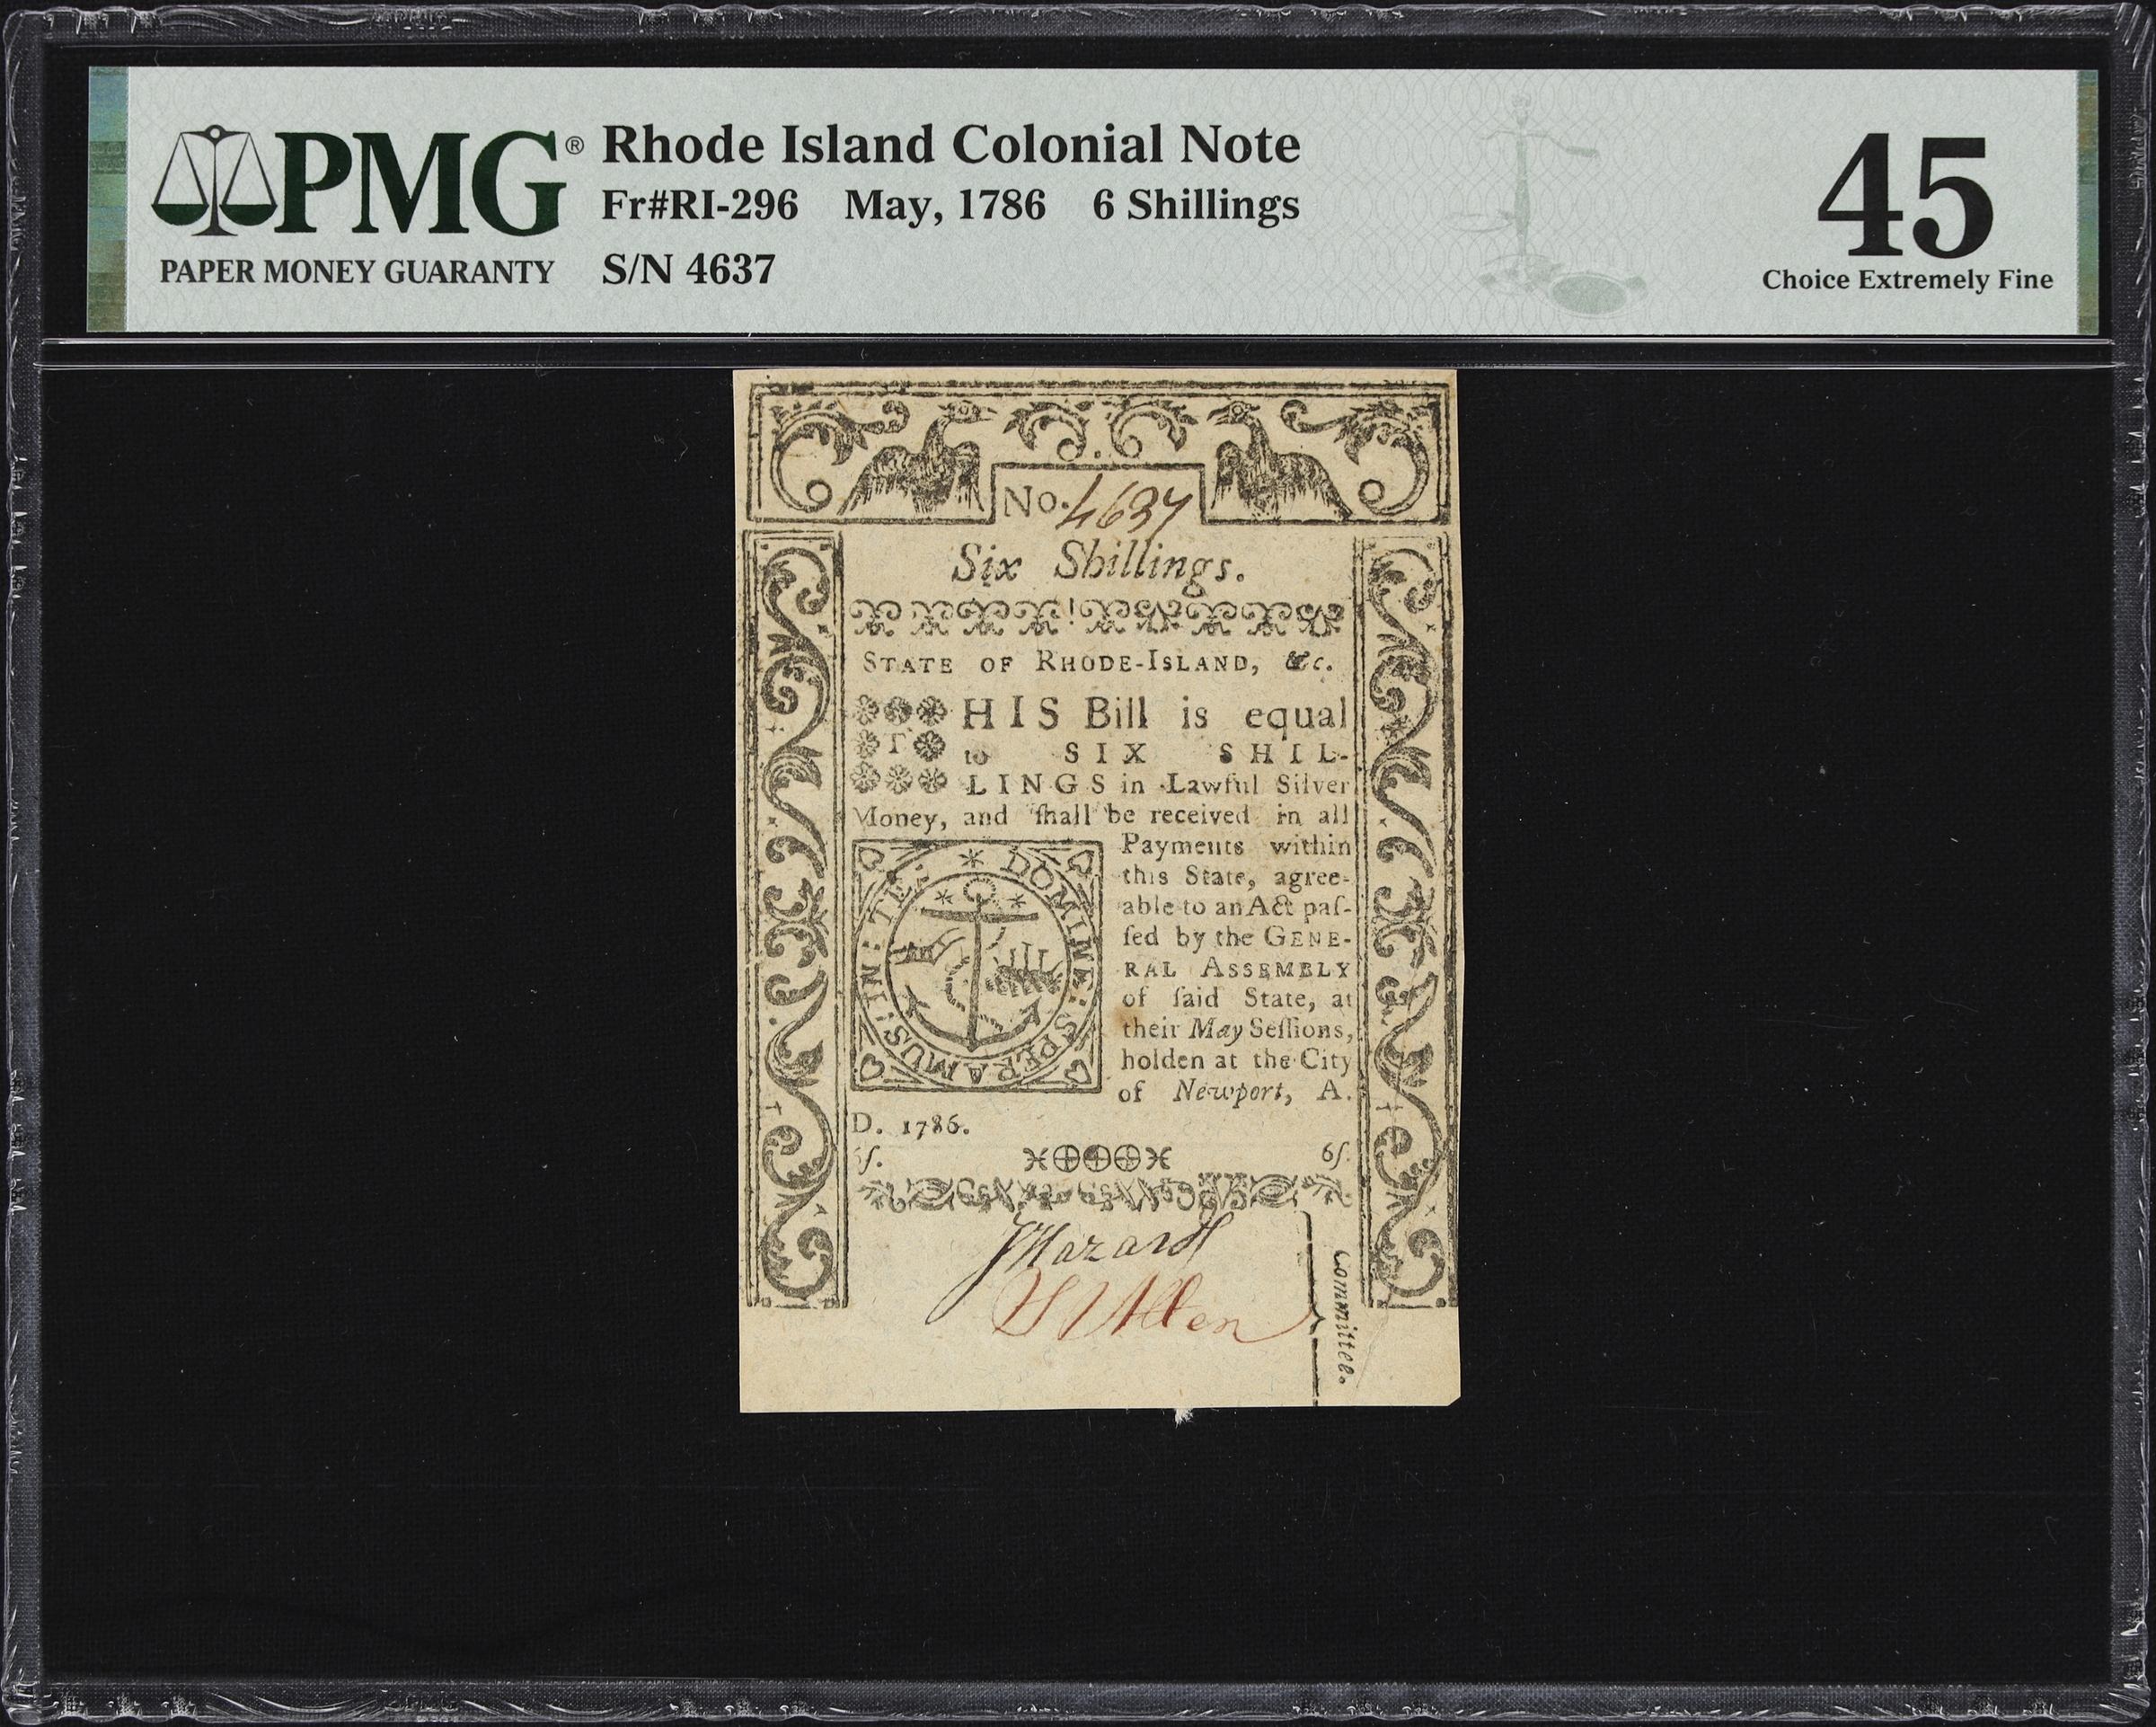 PMG®
PAPER MONEY GUARANTY
Rhode Island Colonial Note
Fr#RI-296 May, 1786 6 Shillings
S/N 4637
45
Choice Extremely Fine
No. 4637
Six Shillings.
STATE OF RHODE-ISLAND, &c.
THIS Bill is equal
to SIX SHIL-
LINGS in Lawful Silver
Money, and ſhall be received in all
Payments within
this State, agree-
able to an Act paſ-
ſed by the GENE-
RAL ASSEMBLY
of ſaid State, at
their May Seſſions,
holden at the City
of Newport, A.
D. 1786.
IN: TE: DOMINE: SPERAMUS:
ſ. 6ſ.
J Hazard
S Allen
Committee.